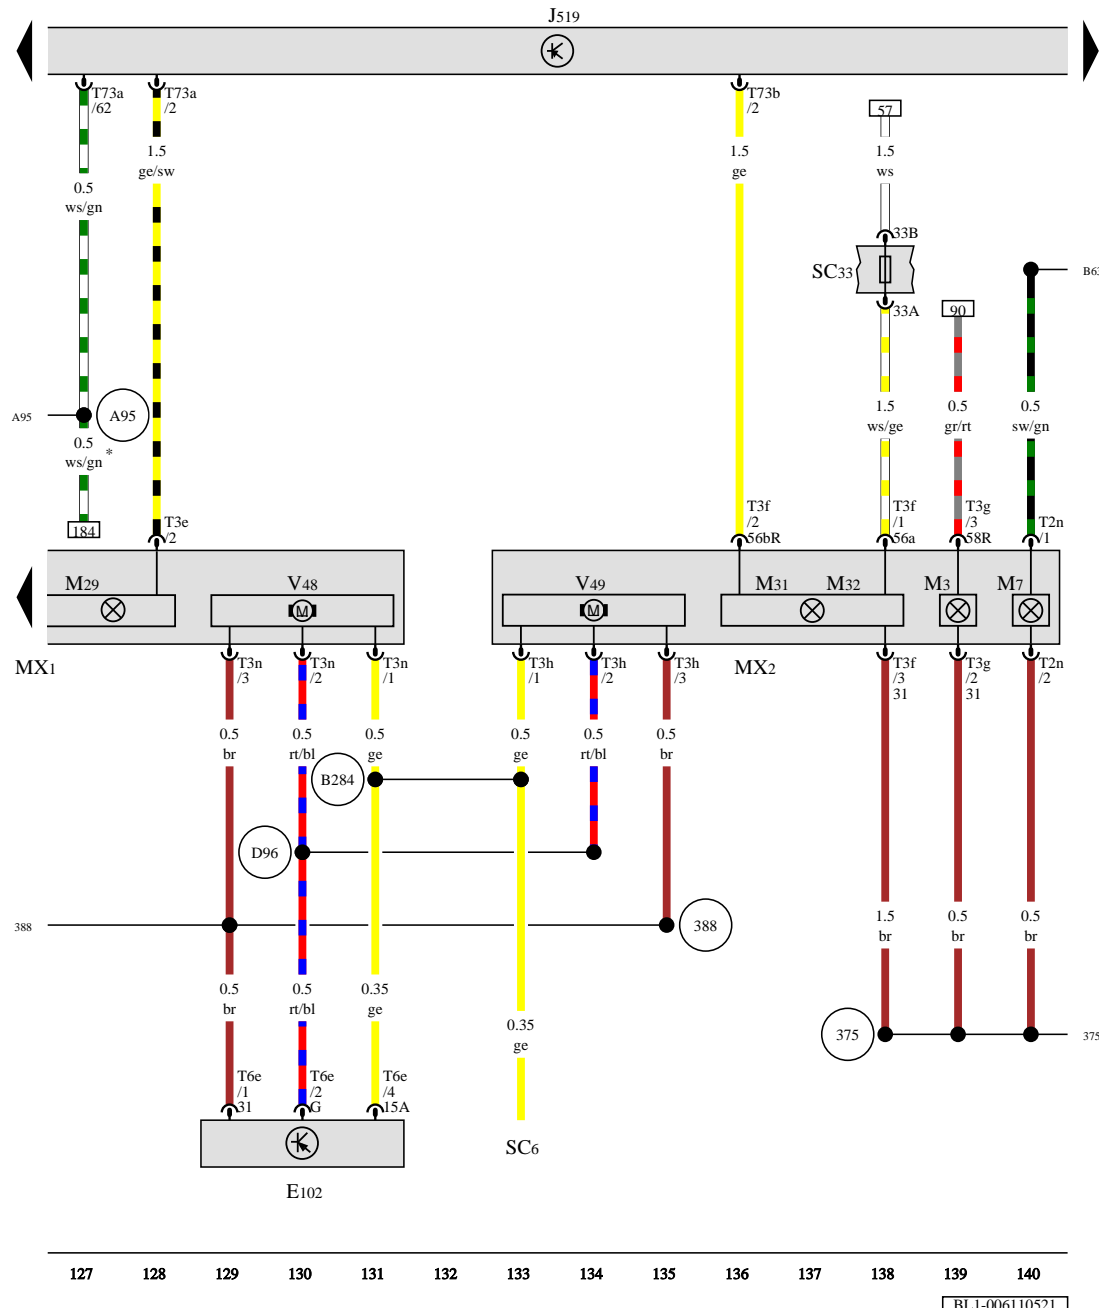 J519
T73a
/62
T73a
/2
T73b
/2
57
1.5
ge/sw
1.5
ge
1.5
ws
0.5
ws/gn
33B
SC33
33A
90
A95
A95
0.5
ws/gn *
1.5
ws/ge
0.5
gr/rt
0.5
sw/gn
184
T3e
/2
T3f
/2
56bR
T3f
/1
56a
T3g
/3
58R
T2n
/1
M29
V48
V49
M31
M32
M3
M7
M
M
MX1
T3n
/3
T3n
/2
T3n
/1
T3h
/1
T3h
/2
T3h
/3
MX2
T3f
/3
31
T3g
/2
31
T2n
/2
0.5
br
0.5
rt/bl
0.5
ge
0.5
ge
0.5
rt/bl
0.5
br
B284
D96
388
388
1.5
br
0.5
br
0.5
br
0.5
br
0.5
rt/bl
0.35
ge
0.35
ge
375
T6e
/1
31
T6e
/2
G
T6e
/4
15A
SC6
E102
127 128 129 130 131 132 133 134 135 136 137 138 139 140
BL1-006110521